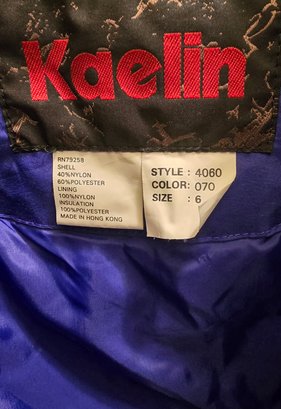 Kaelin
RN79258
SHELL
40%NYLON
60%POLYESTER
LINING
100%NYLON
INSULATION
100%POLYESTER
MADE IN HONG KONG
STYLE : 4060
COLOR: 070
SIZE : 6